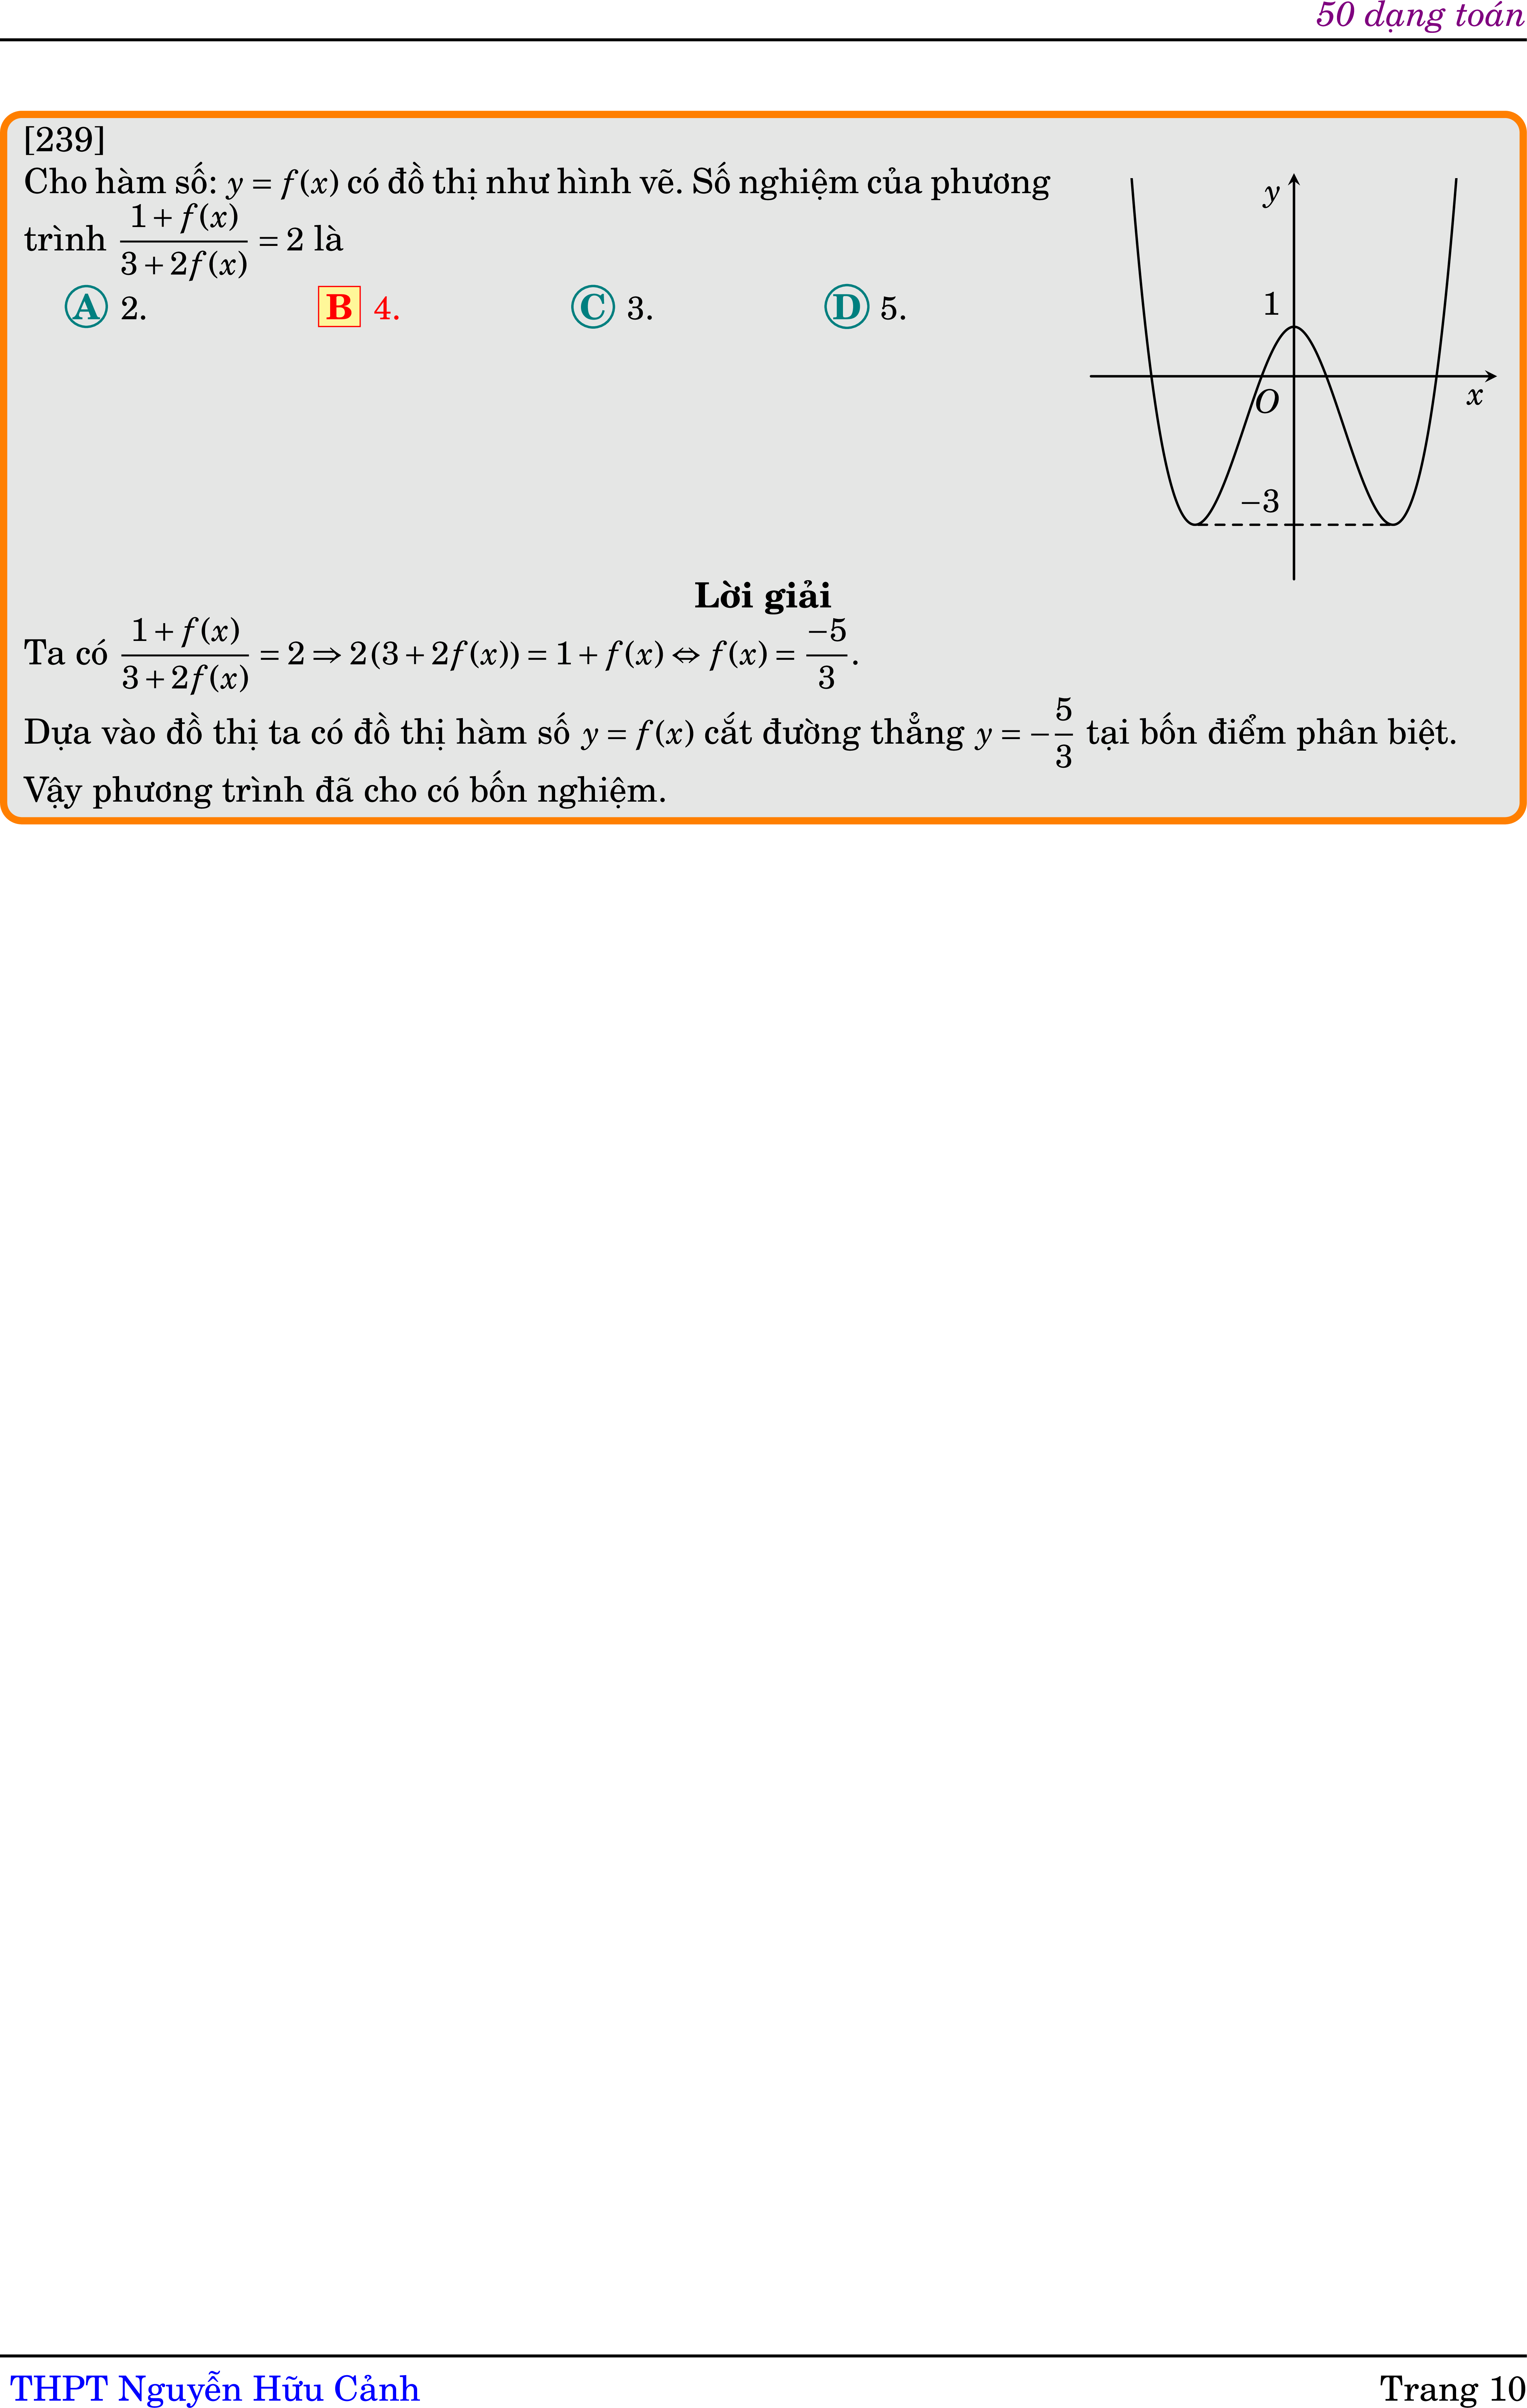 50 dạng toán
[239]
Cho hàm số: y = f(x) có đồ thị như hình vẽ. Số nghiệm của phương
trình \frac{1+f(x)}{3+2f(x)} = 2 là
A 2. B 4. C 3. D 5.
y
1
O
x
−3
Lời giải
Ta có \frac{1+f(x)}{3+2f(x)} = 2 ⇒ 2(3+2f(x)) = 1+f(x) ⇔ f(x) = \frac{-5}{3}.
Dựa vào đồ thị ta có đồ thị hàm số y = f(x) cắt đường thẳng y = −\frac{5}{3} tại bốn điểm phân biệt.
Vậy phương trình đã cho có bốn nghiệm.
THPT Nguyễn Hữu Cảnh Trang 10